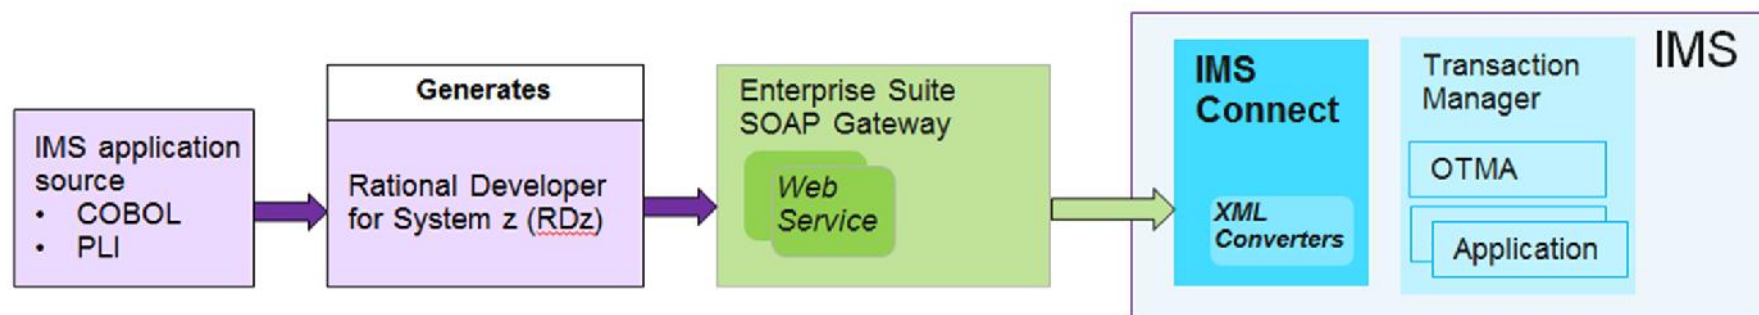 IMS application
source
• COBOL
• PLI
Generates
Rational Developer
for System z (RDz)
Enterprise Suite
SOAP Gateway
Web
Service
IMS
Connect
XML
Converters
Transaction
Manager
OTMA
Application
IMS